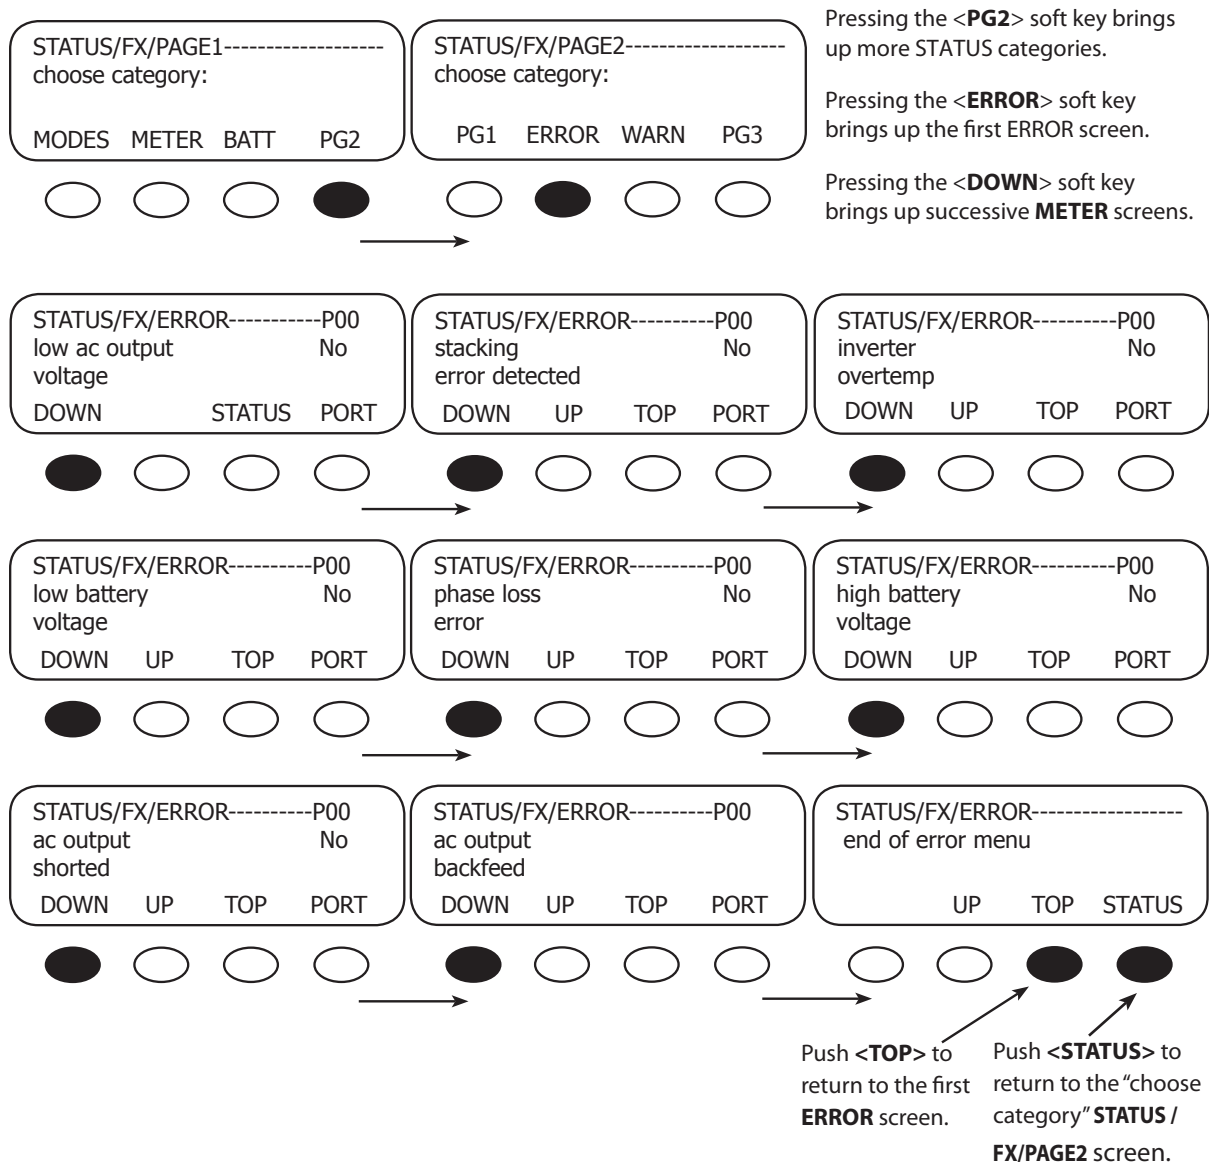 STATUS/FX/PAGE1-------------------
choose category:
MODES METER BATT PG2
STATUS/FX/PAGE2-------------------
choose category:
PG1 ERROR WARN PG3
Pressing the <PG2> soft key brings
up more STATUS categories.
Pressing the <ERROR> soft key
brings up the first ERROR screen.
Pressing the <DOWN> soft key
brings up successive METER screens.
STATUS/FX/ERROR-----------P00
low ac output No
voltage
DOWN STATUS PORT
STATUS/FX/ERROR----------P00
stacking No
error detected
DOWN UP TOP PORT
STATUS/FX/ERROR----------P00
inverter No
overtemp
DOWN UP TOP PORT
STATUS/FX/ERROR----------P00
low battery No
voltage
DOWN UP TOP PORT
STATUS/FX/ERROR----------P00
phase loss No
error
DOWN UP TOP PORT
STATUS/FX/ERROR----------P00
high battery No
voltage
DOWN UP TOP PORT
STATUS/FX/ERROR----------P00
ac output No
shorted
DOWN UP TOP PORT
STATUS/FX/ERROR----------P00
ac output
backfeed
DOWN UP TOP PORT
STATUS/FX/ERROR------------------
end of error menu
UP TOP STATUS
Push <TOP> to
return to the first
ERROR screen.
Push <STATUS> to
return to the “choose
category” STATUS /
FX/PAGE2 screen.